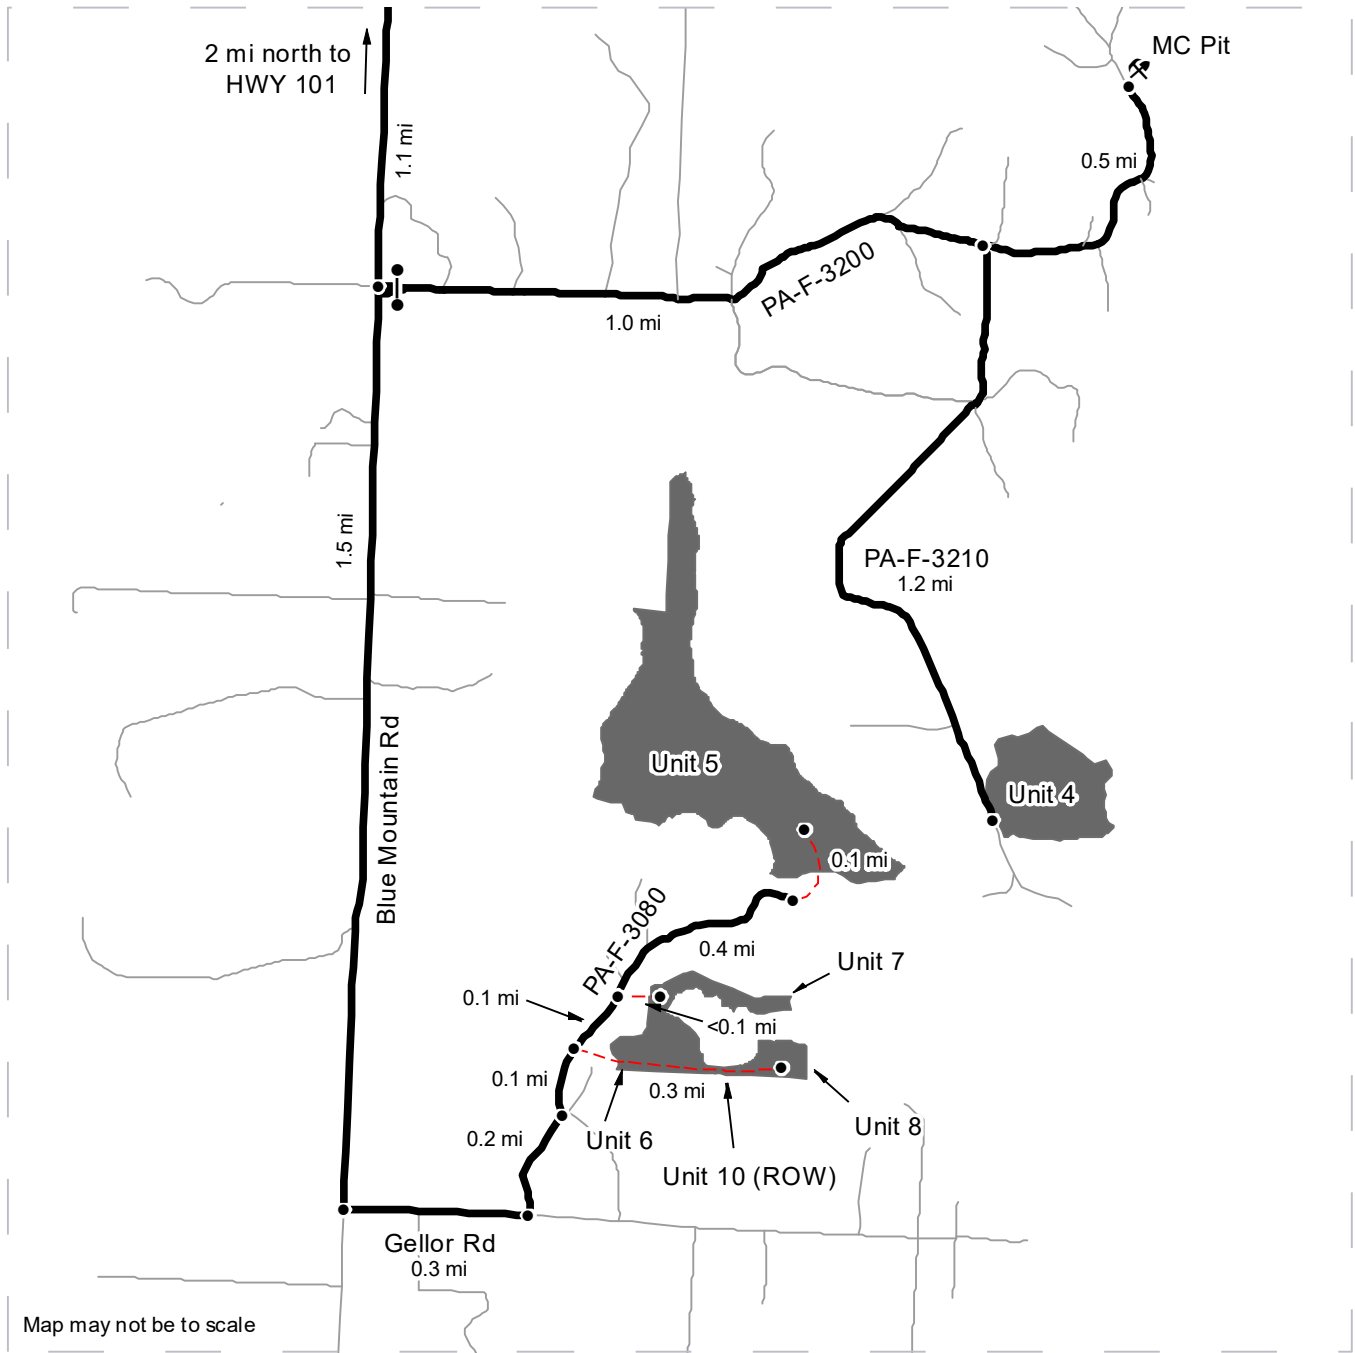 2 mi north to
HWY 101
MC Pit
1.1 mi
0.5 mi
PA-F-3200
1.0 mi
1.5 mi
PA-F-3210
1.2 mi
Blue Mountain Rd
Unit 5
Unit 4
0.1 mi
PA-F-3080
0.4 mi
Unit 7
0.1 mi
<0.1 mi
0.1 mi
0.3 mi
0.2 mi
Unit 6
Unit 8
Unit 10 (ROW)
Gellor Rd
0.3 mi
Map may not be to scale